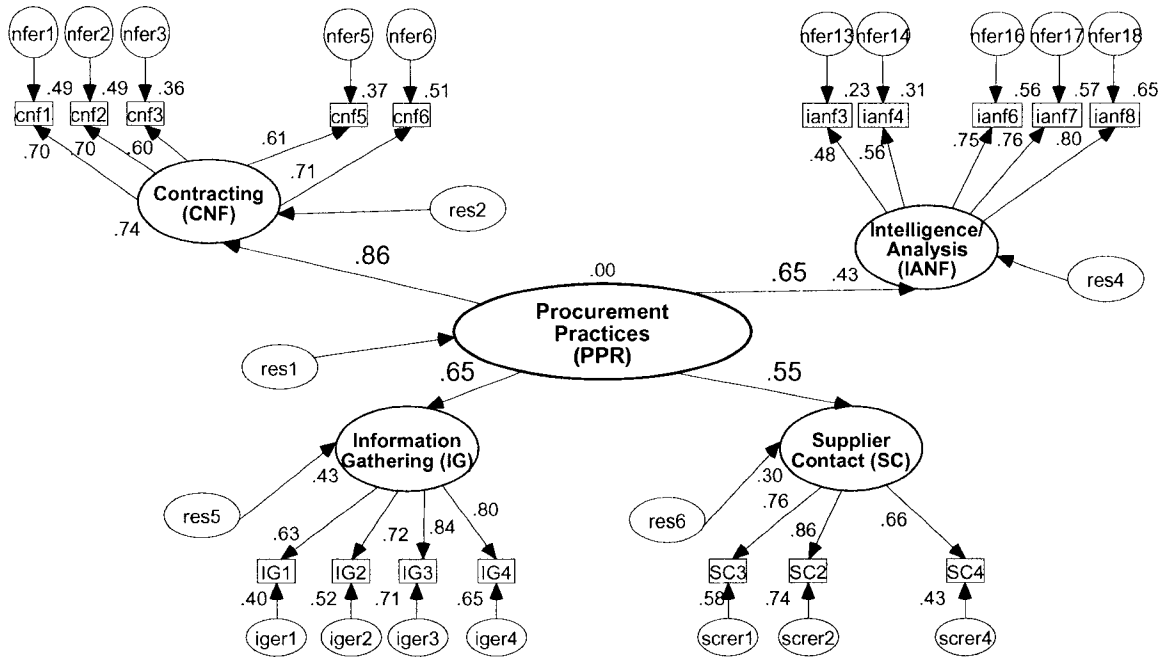 nfer1 nfer2 nfer3 nfer5 nfer6 nfer13 nfer14 nfer16 nfer17 nfer18
.49 .49 .36 .37 .51 .23 .31 .56 .57 .65
cnf1 cnf2 cnf3 cnf5 cnf6 ianf3 ianf4 ianf6 ianf7 ianf8
.70 .70 .60 .61 .71 .48 .56 .75 .76 .80
Contracting
(CNF)
.74
res2
Intelligence/
Analysis
(IANF)
.86
.00
.65
.43
res4
Procurement
Practices
(PPR)
res1
.65
.55
Information
Gathering (IG)
.43
Supplier
Contact (SC)
.30
res5
res6
.63 .72 .84 .80 .76 .86 .66
IG1 IG2 IG3 IG4 SC3 SC2 SC4
.40 .52 .71 .65 .58 .74 .43
iger1 iger2 iger3 iger4 screr1 screr2 screr4